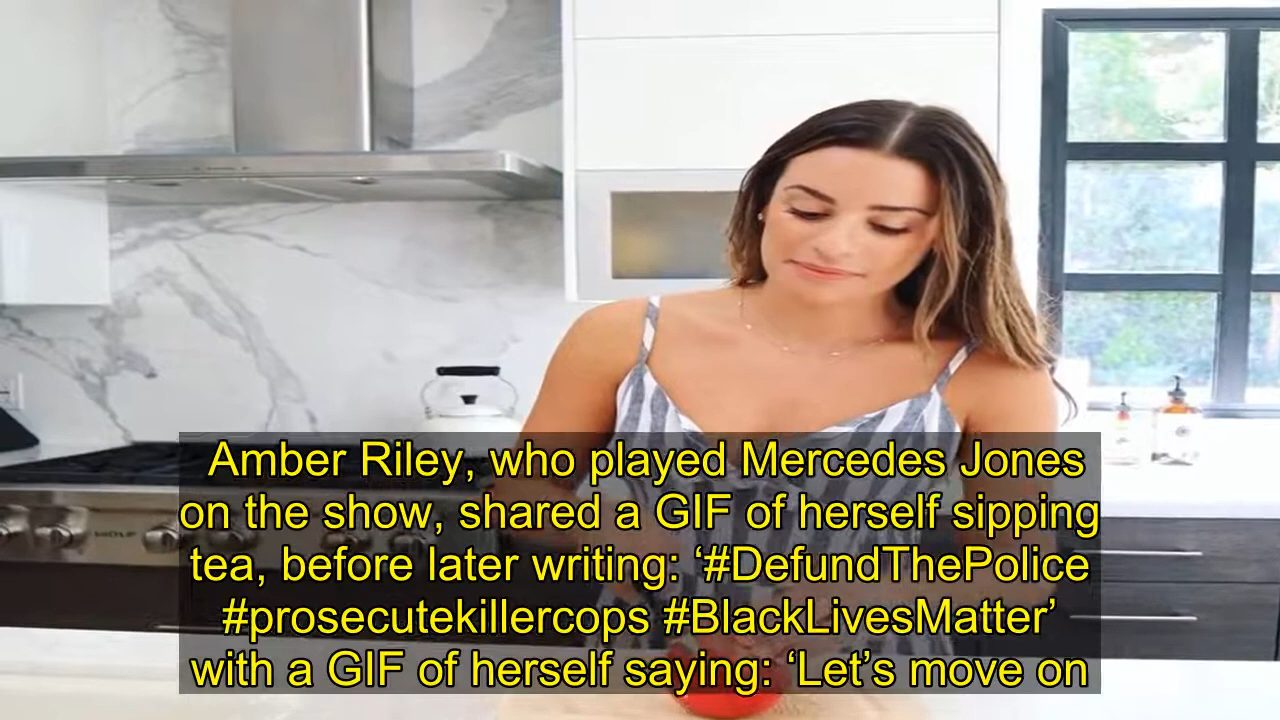 Amber Riley, who played Mercedes Jones
on the show, shared a GIF of herself sipping
tea, before later writing: ‘#DefundThePolice
#prosecutekillercops #BlackLivesMatter’
with a GIF of herself saying: ‘Let’s move on
WOLF